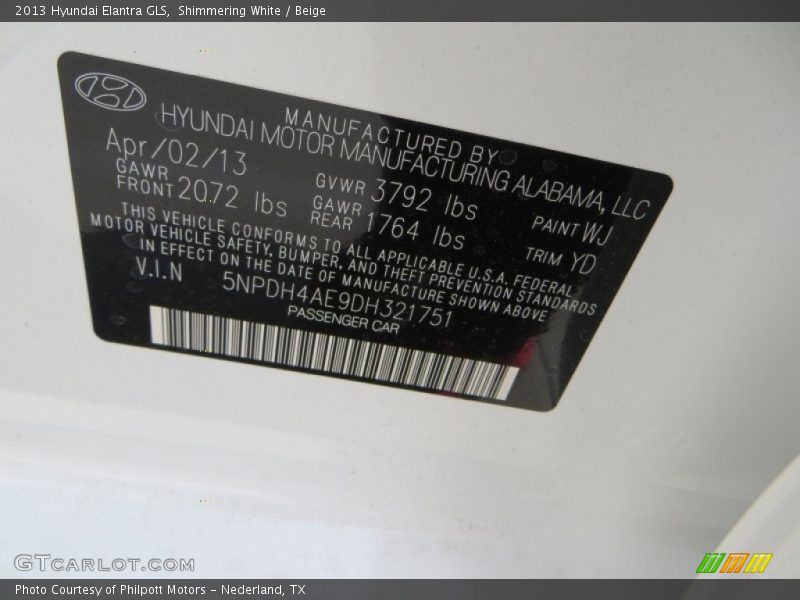 2013 Hyundai Elantra GLS,  Shimmering White / Beige
MANUFACTURED BY
HYUNDAI MOTOR MANUFACTURING ALABAMA, LLC
Apr/02/13
GAWR FRONT 2072 lbs
GVWR 3792 lbs
GAWR REAR 1764 lbs
PAINT WJ
TRIM YD
THIS VEHICLE CONFORMS TO ALL APPLICABLE U.S.A. FEDERAL
MOTOR VEHICLE SAFETY, BUMPER, AND THEFT PREVENTION STANDARDS
IN EFFECT ON THE DATE OF MANUFACTURE SHOWN ABOVE
V.I.N 5NPDH4AE9DH321751
PASSENGER CAR
GTCARLOT.COM
Photo Courtesy of Philpott Motors - Nederland, TX